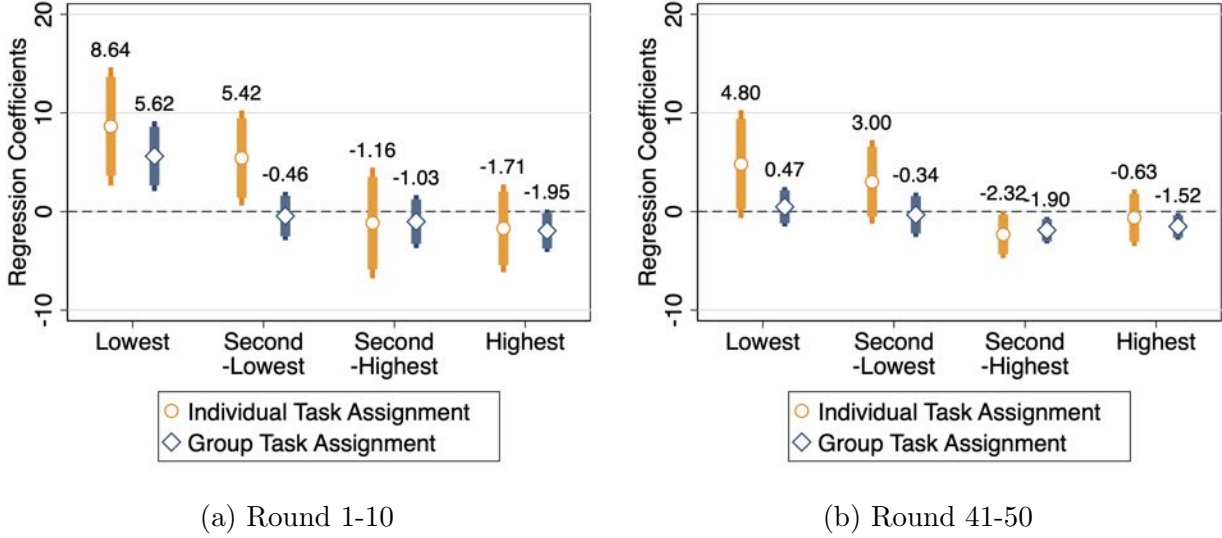 Regression Coefficients
20
10
0
-10
8.64
5.62
5.42
-0.46
-1.16
-1.03
-1.71
-1.95
Lowest
Second
-Lowest
Second
-Highest
Highest
Individual Task Assignment
Group Task Assignment
(a) Round 1-10
Regression Coefficients
20
10
0
-10
4.80
0.47
3.00
-0.34
-2.32
-1.90
-0.63
-1.52
Lowest
Second
-Lowest
Second
-Highest
Highest
Individual Task Assignment
Group Task Assignment
(b) Round 41-50